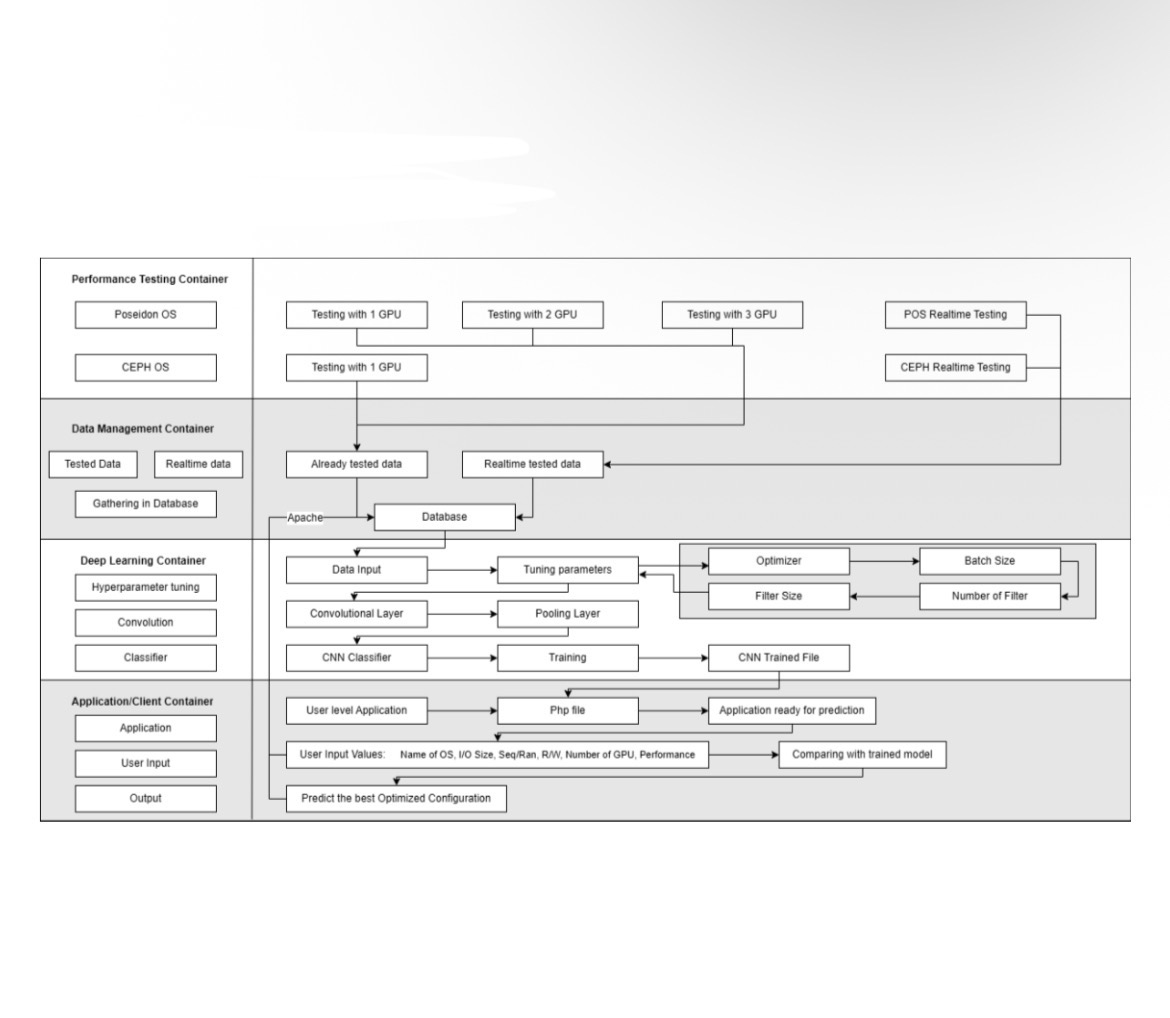 Performance Testing Container
Poseidon OS
Testing with 1 GPU
Testing with 2 GPU
Testing with 3 GPU
POS Realtime Testing
CEPH OS
Testing with 1 GPU
CEPH Realtime Testing
Data Management Container
Tested Data
Realtime data
Already tested data
Realtime tested data
Gathering in Database
Apache
Database
Deep Learning Container
Data Input
Tuning parameters
Optimizer
Batch Size
Hyperparameter tuning
Filter Size
Number of Filter
Convolution
Convolutional Layer
Pooling Layer
Classifier
CNN Classifier
Training
CNN Trained File
Application/Client Container
User level Application
Php file
Application ready for prediction
Application
User Input
User Input Values: Name of OS, I/O Size, Seq/Ran, R/W, Number of GPU, Performance
Comparing with trained model
Output
Predict the best Optimized Configuration